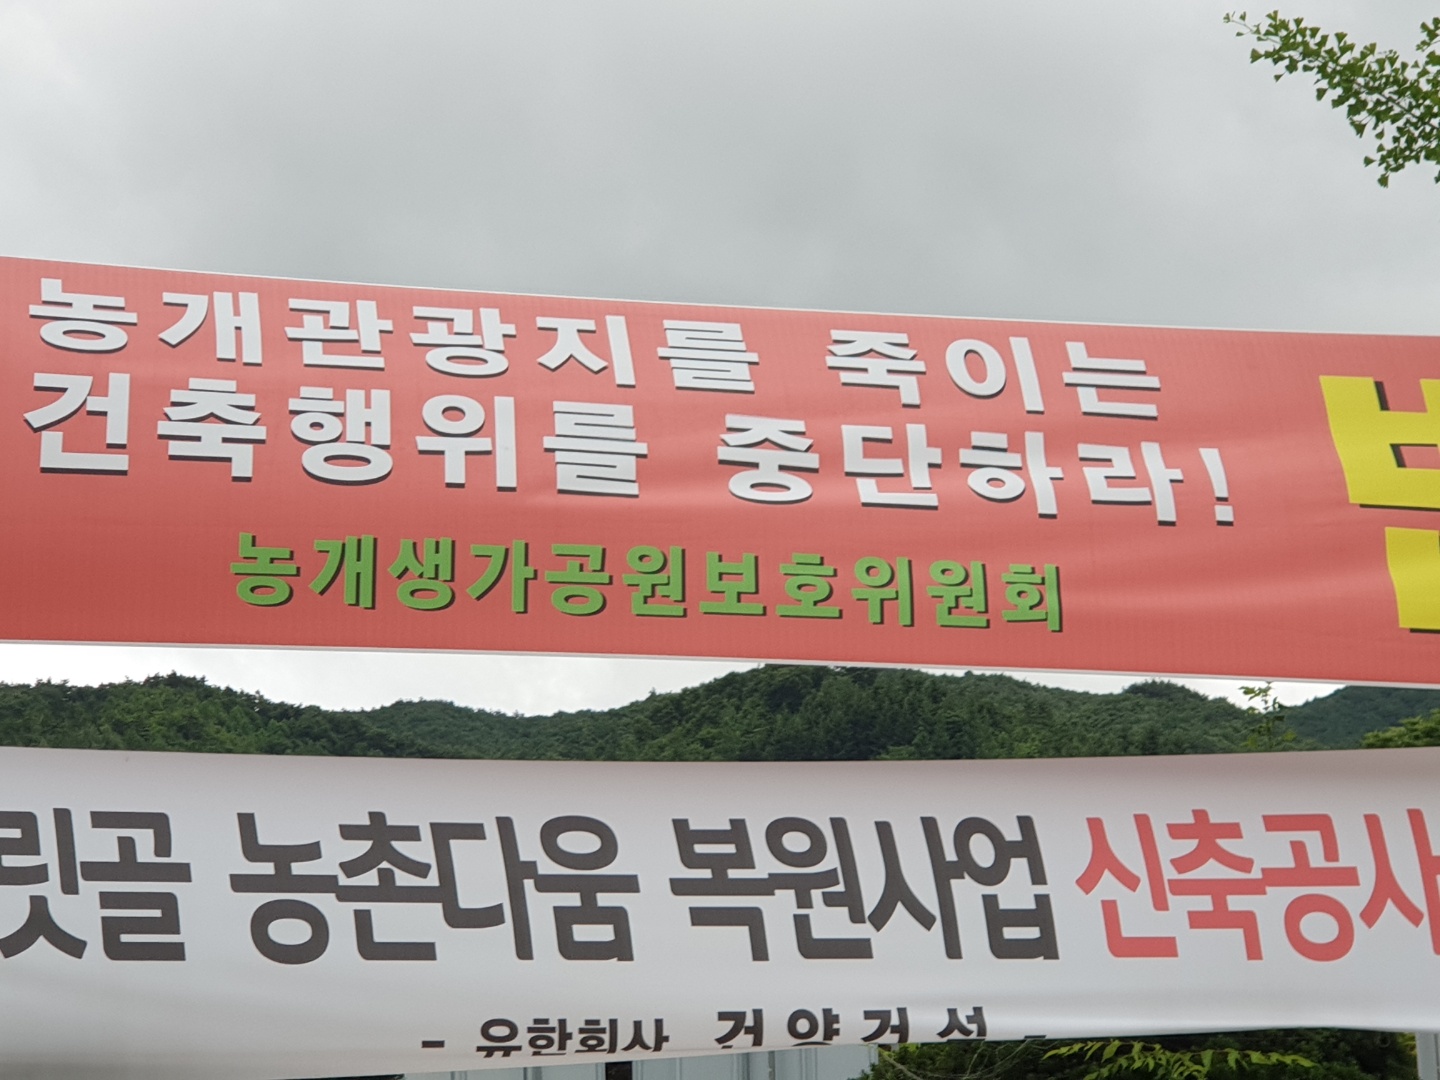 농개관광지를 죽이는
건축행위를 중단하라!
농개생가공원보호위원회
릿골 농촌다움 복원사업 신축공사
- 유한회사 건양건설 -